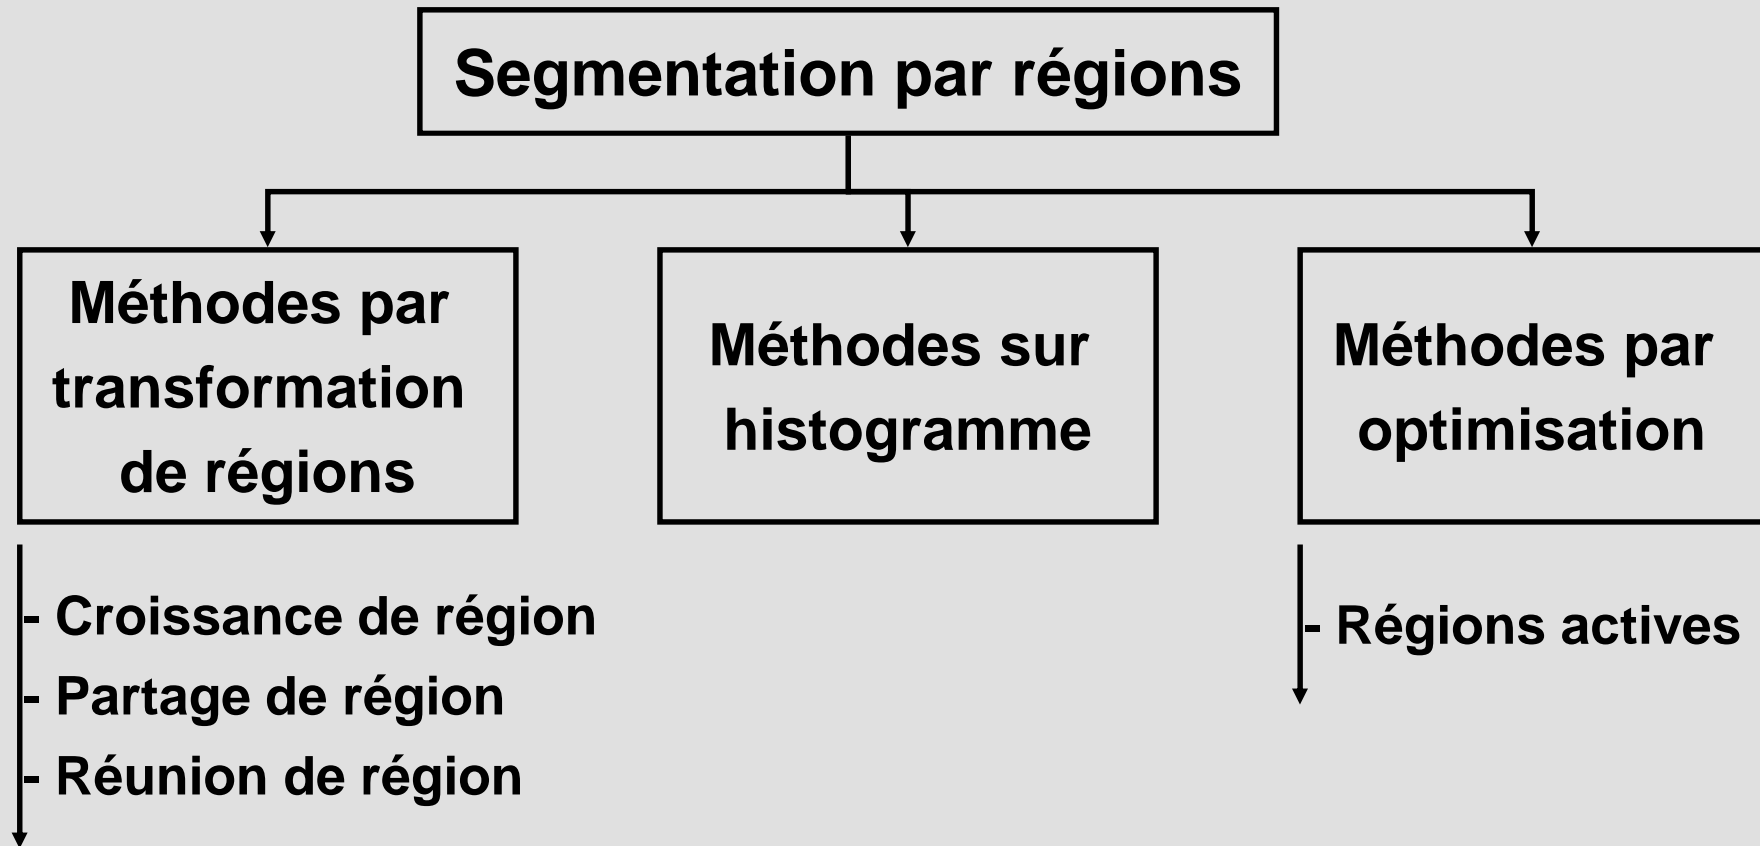 Segmentation par régions
Méthodes par
transformation
de régions
Méthodes sur
histogramme
Méthodes par
optimisation
- Croissance de région
- Partage de région
- Réunion de région
- Régions actives